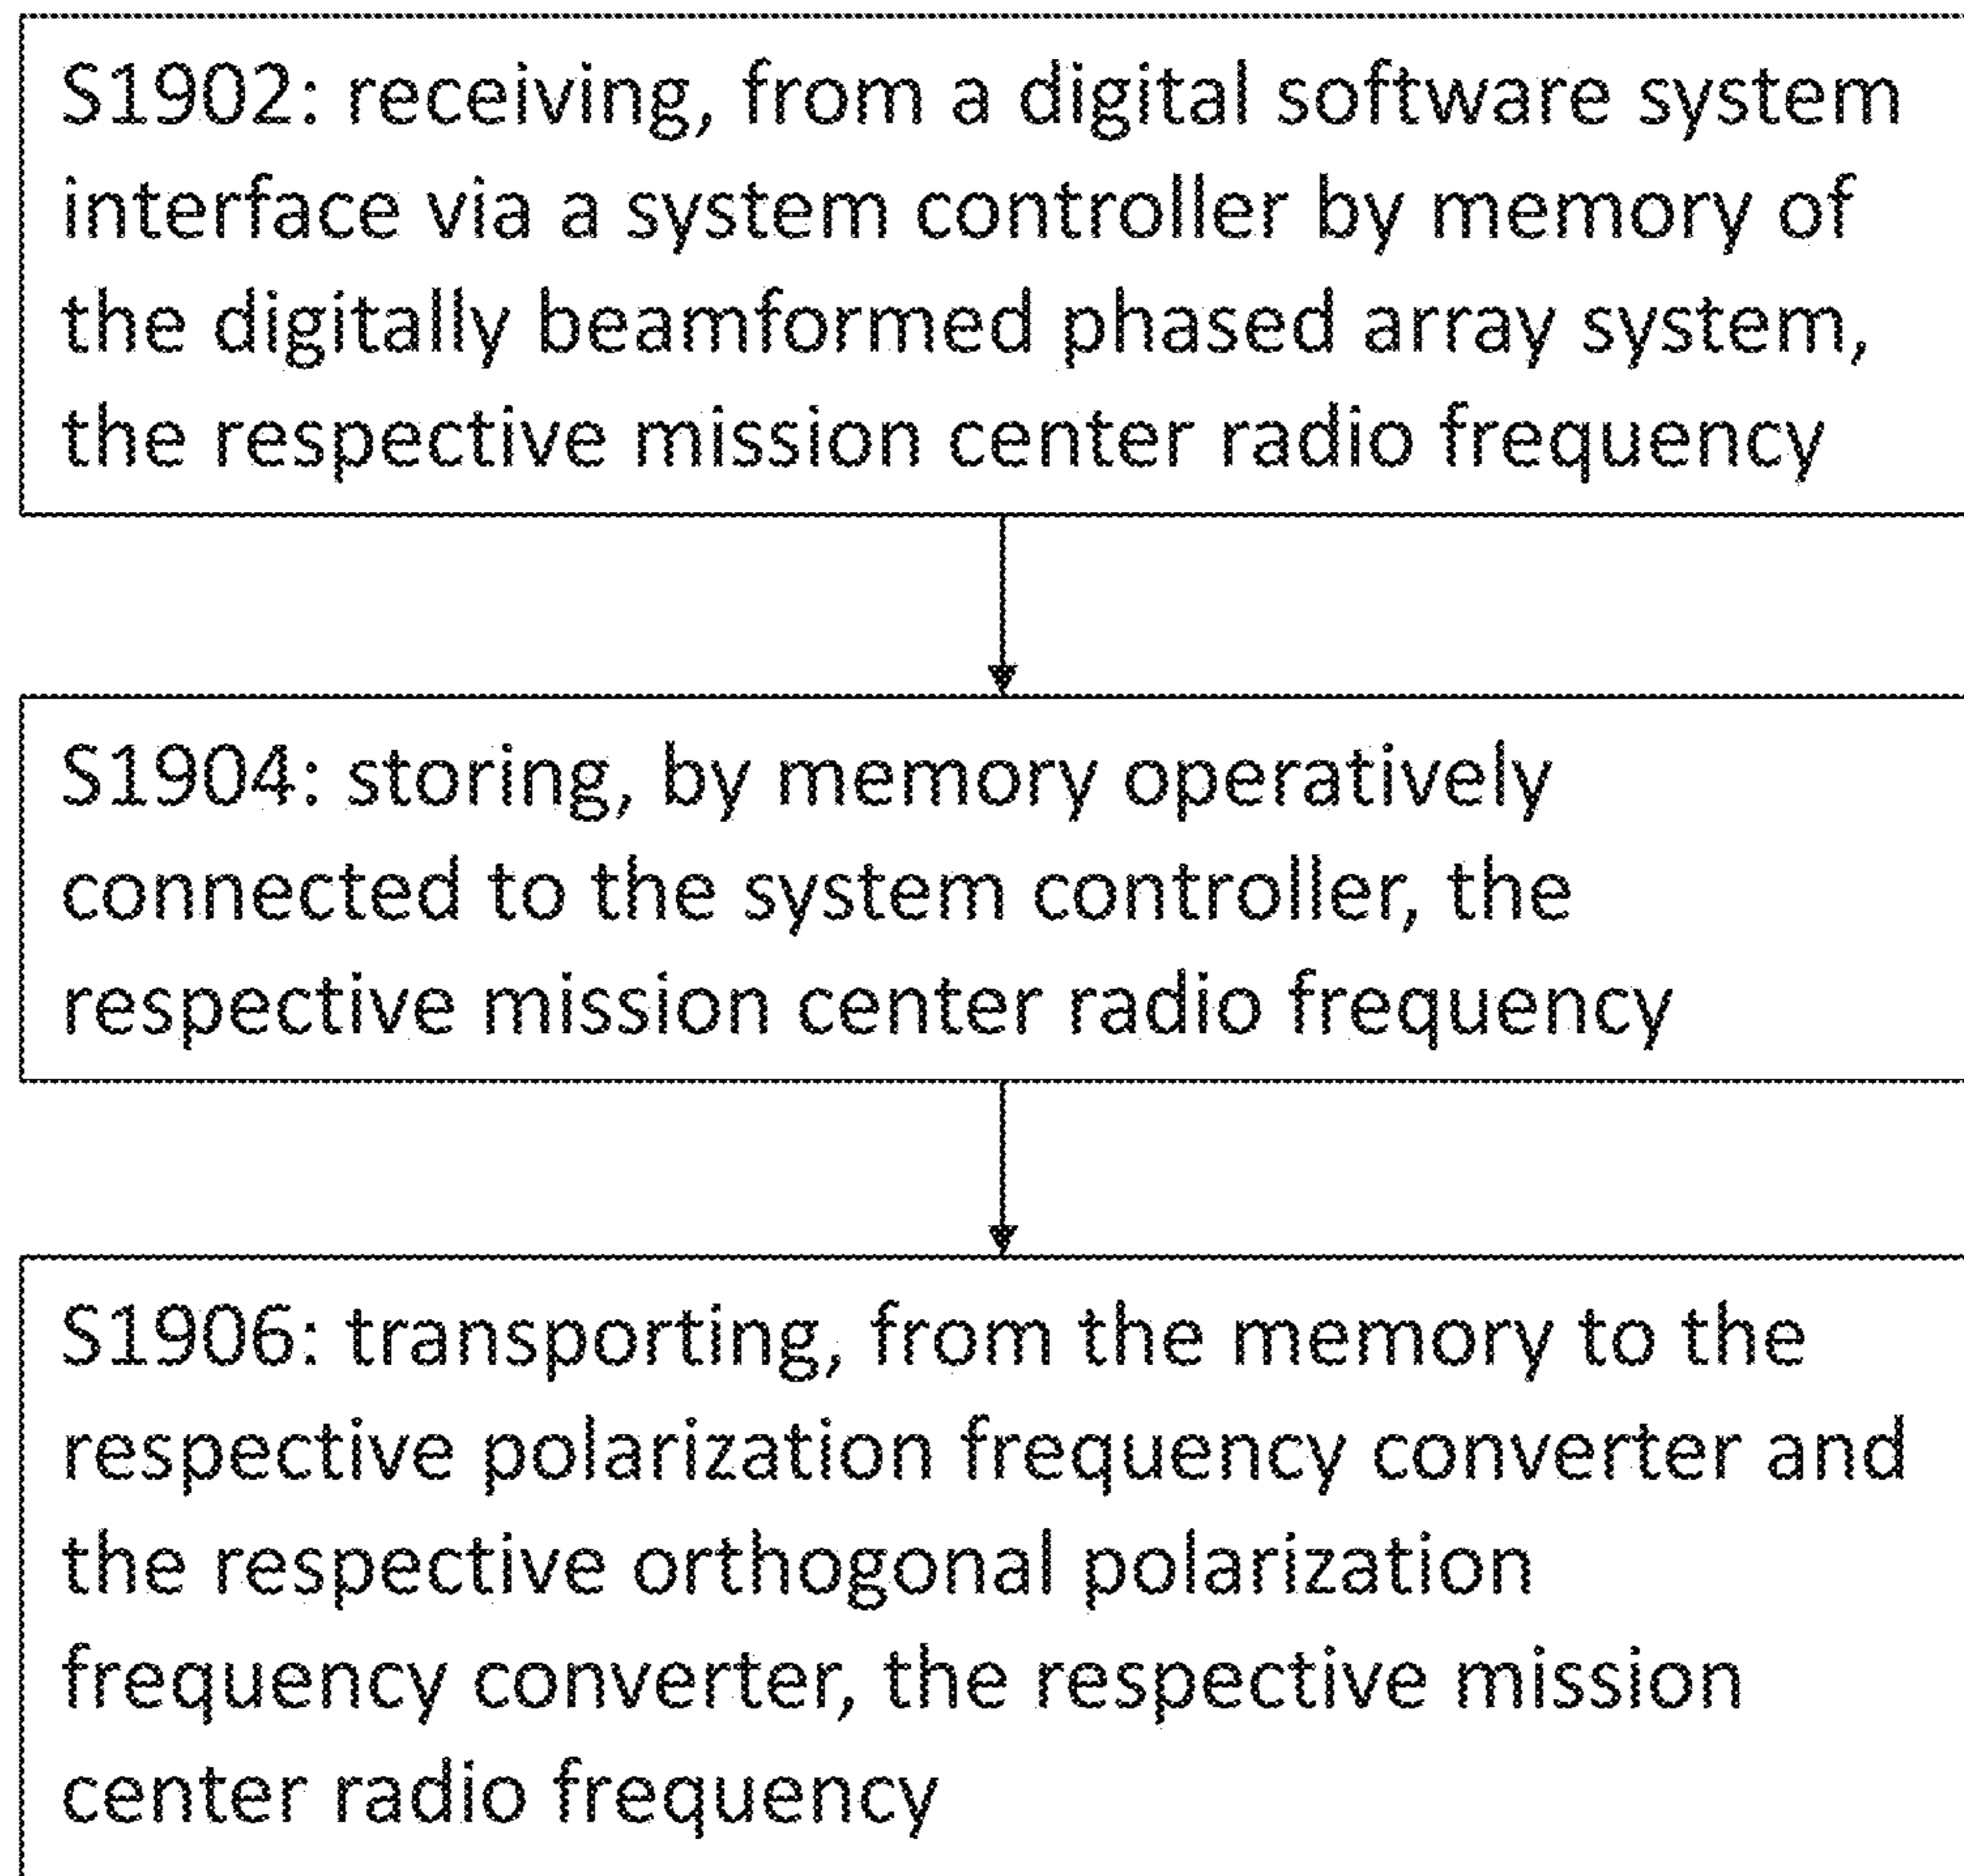 S1902: receiving, from a digital software system
interface via a system controller by memory of
the digitally beamformed phased array system,
the respective mission center radio frequency
S1904: storing, by memory operatively
connected to the system controller, the
respective mission center radio frequency
S1906: transporting, from the memory to the
respective polarization frequency converter and
the respective orthogonal polarization
frequency converter, the respective mission
center radio frequency